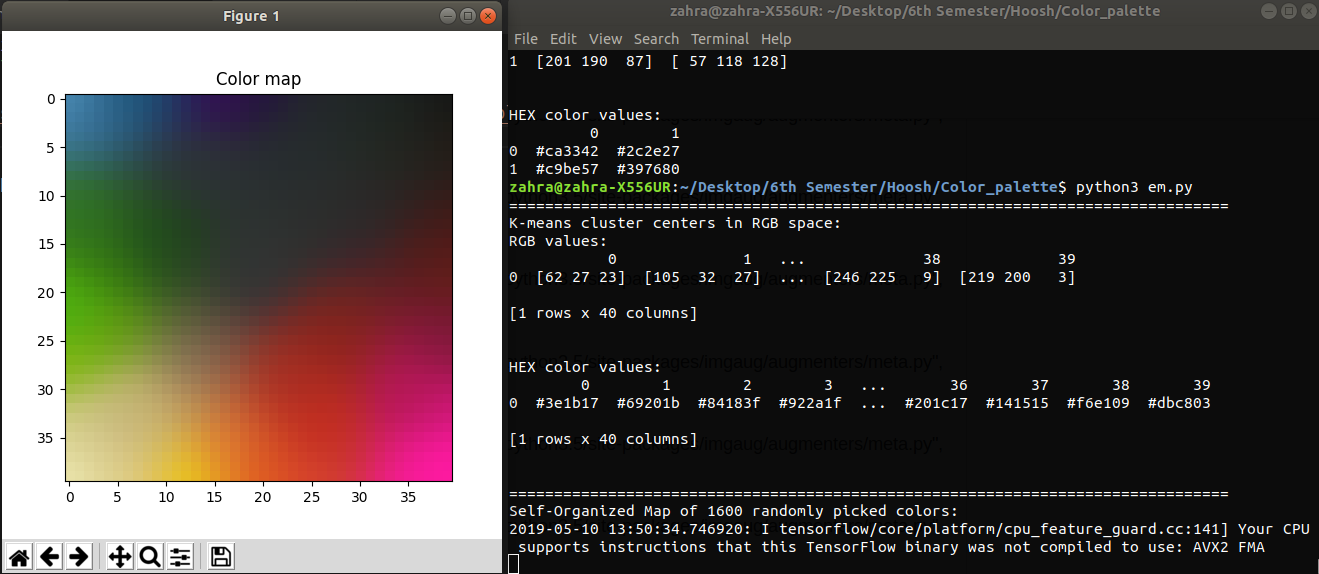 Figure 1
Color map
0
5
10
15
20
25
30
35
0 5 10 15 20 25 30 35
zahra@zahra-X556UR: ~/Desktop/6th Semester/Hoosh/Color_palette
File Edit View Search Terminal Help
1 [201 190 87] [ 57 118 128]
HEX color values:
0 1
0 #ca3342 #2c2e27
1 #c9be57 #397680
zahra@zahra-X556UR:~/Desktop/6th Semester/Hoosh/Color_palette$ python3 em.py
================================================================================
K-means cluster centers in RGB space:
RGB values:
0 1 ... 38 39
0 [62 27 23] [105 32 27] ... [246 225 9] [219 200 3]
[1 rows x 40 columns]
HEX color values:
0 1 2 3 ... 36 37 38 39
0 #3e1b17 #69201b #84183f #922a1f ... #201c17 #141515 #f6e109 #dbc803
[1 rows x 40 columns]
================================================================================
Self-Organized Map of 1600 randomly picked colors:
2019-05-10 13:50:34.746920: I tensorflow/core/platform/cpu_feature_guard.cc:141] Your CPU
supports instructions that this TensorFlow binary was not compiled to use: AVX2 FMA